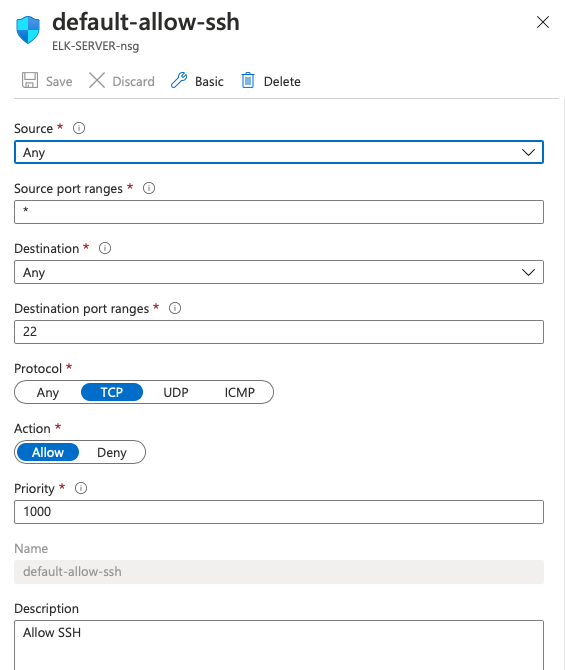 default-allow-ssh
ELK-SERVER-nsg
Save Discard Basic Delete
Source *
Any
Source port ranges *
*
Destination *
Any
Destination port ranges *
22
Protocol *
Any TCP UDP ICMP
Action *
Allow Deny
Priority *
1000
Name
default-allow-ssh
Description
Allow SSH